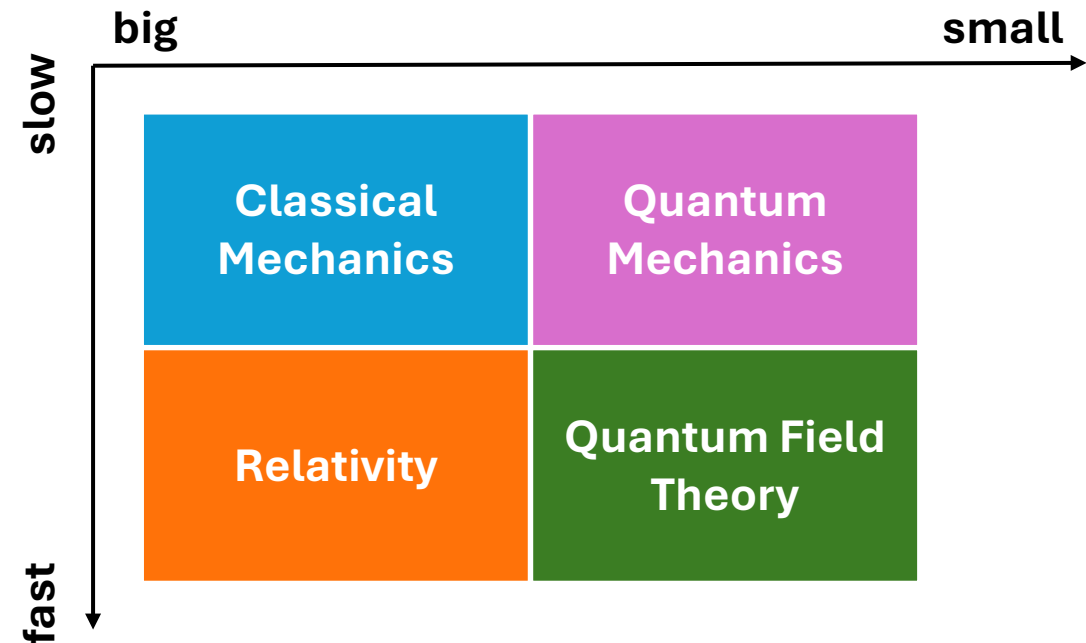 big
small
slow
Classical
Mechanics
Quantum
Mechanics
Relativity
Quantum Field
Theory
fast